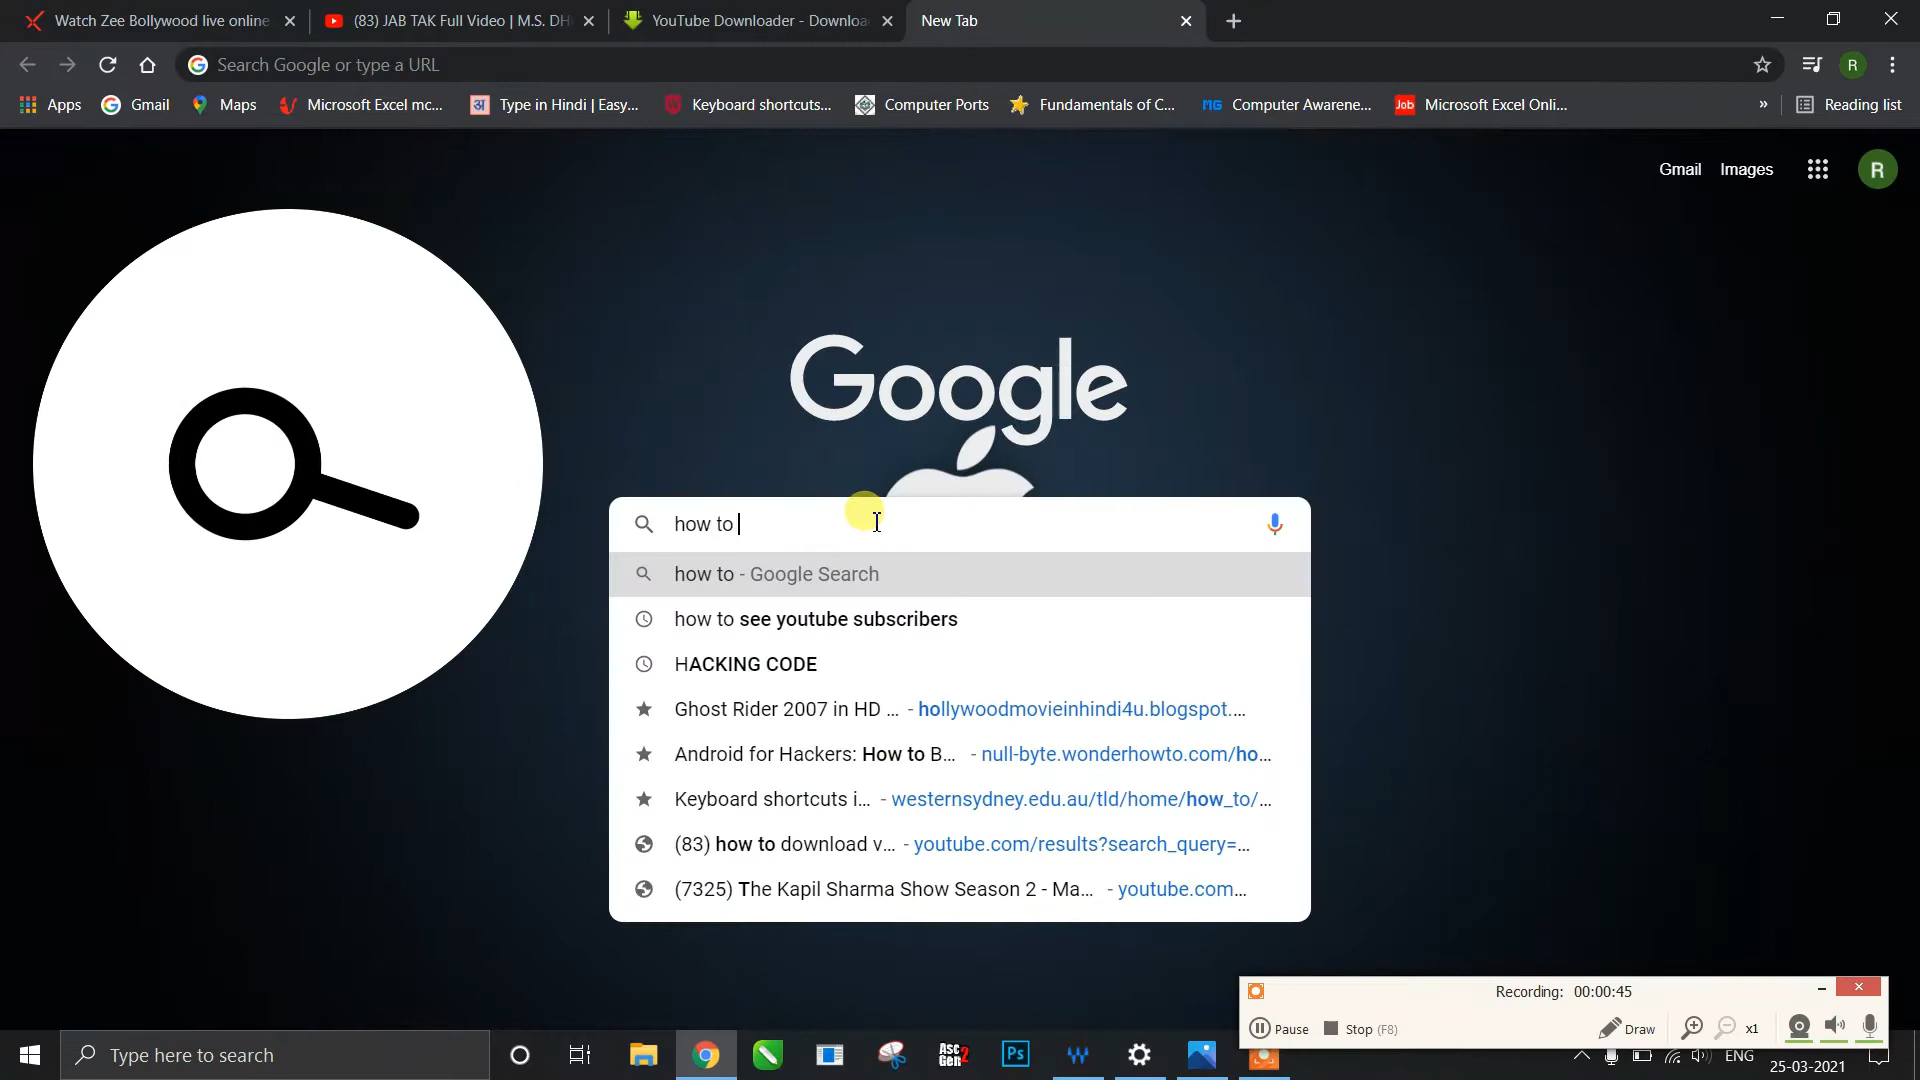 Watch Zee Bollywood live online
(83) JAB TAK Full Video | M.S. DH
YouTube Downloader - Downloa
New Tab
Search Google or type a URL
R
Apps
Gmail
Maps
Microsoft Excel mc...
अ Type in Hindi | Easy...
Keyboard shortcuts...
Computer Ports
Fundamentals of C...
MG Computer Awarene...
Job Microsoft Excel Onli...
»
Reading list
Gmail Images R
Google
how to
how to - Google Search
how to see youtube subscribers
HACKING CODE
Ghost Rider 2007 in HD ... - hollywoodmovieinhindi4u.blogspot....
Android for Hackers: How to B... - null-byte.wonderhowto.com/ho...
Keyboard shortcuts i... - westernsydney.edu.au/tld/home/how_to/...
(83) how to download v... - youtube.com/results?search_query=...
(7325) The Kapil Sharma Show Season 2 - Ma... - youtube.com...
Recording: 00:00:45
Pause Stop (F8) Draw x1
Type here to search
Asc Gen2
Ps
ENG
25-03-2021